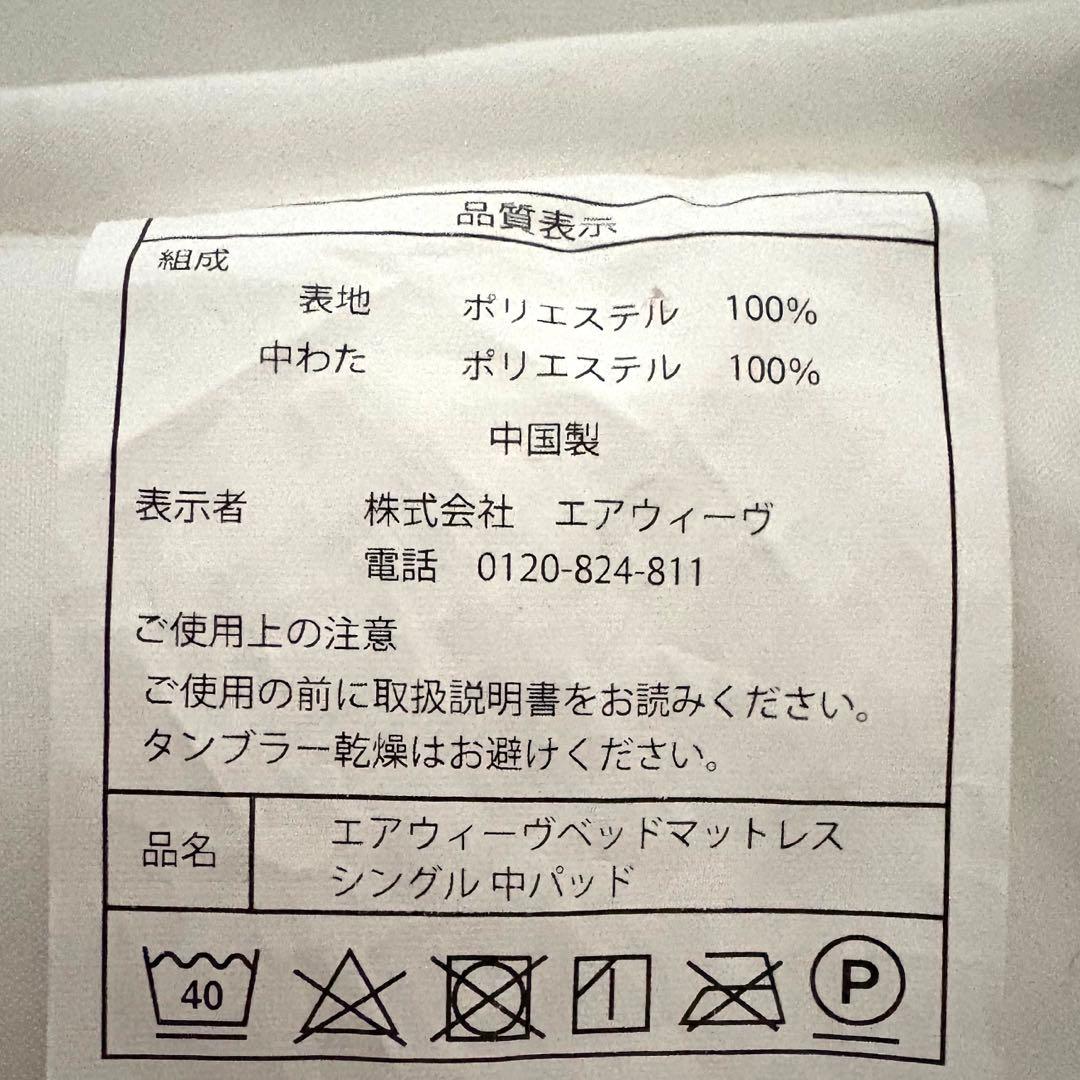 品質表示
組成
表地 ポリエステル 100%
中わた ポリエステル 100%
中国製
表示者 株式会社 エアウィーヴ
電話 0120-824-811
ご使用上の注意
ご使用の前に取扱説明書をお読みください。
タンブラー乾燥はお避けください。
品名 エアウィーヴベッドマットレス
シングル 中パッド
40 P